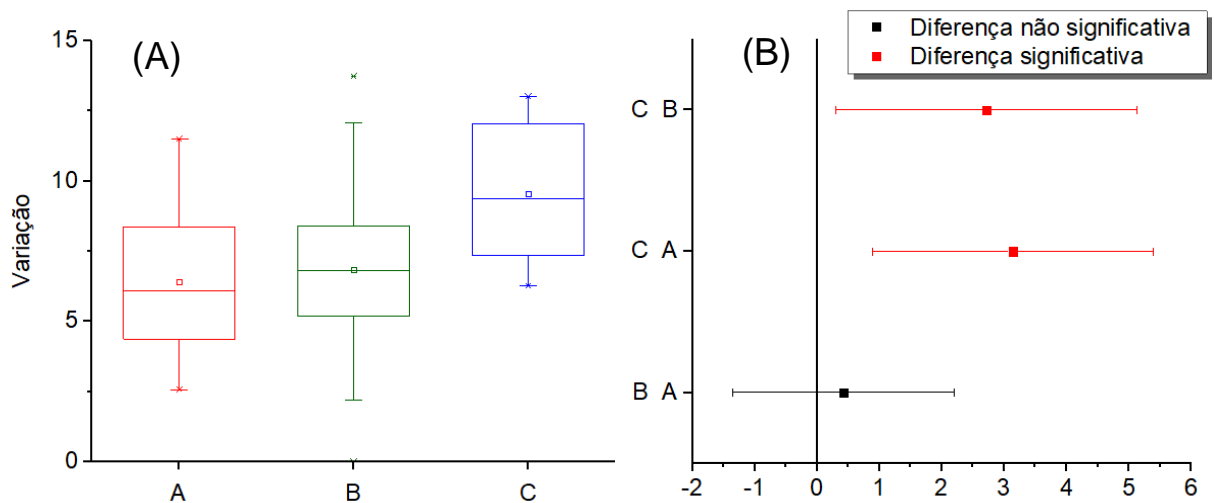 (A)
15
10
5
0
Variação
A B C
(B)
Diferença não significativa
Diferença significativa
C B
C A
B A
-2 -1 0 1 2 3 4 5 6